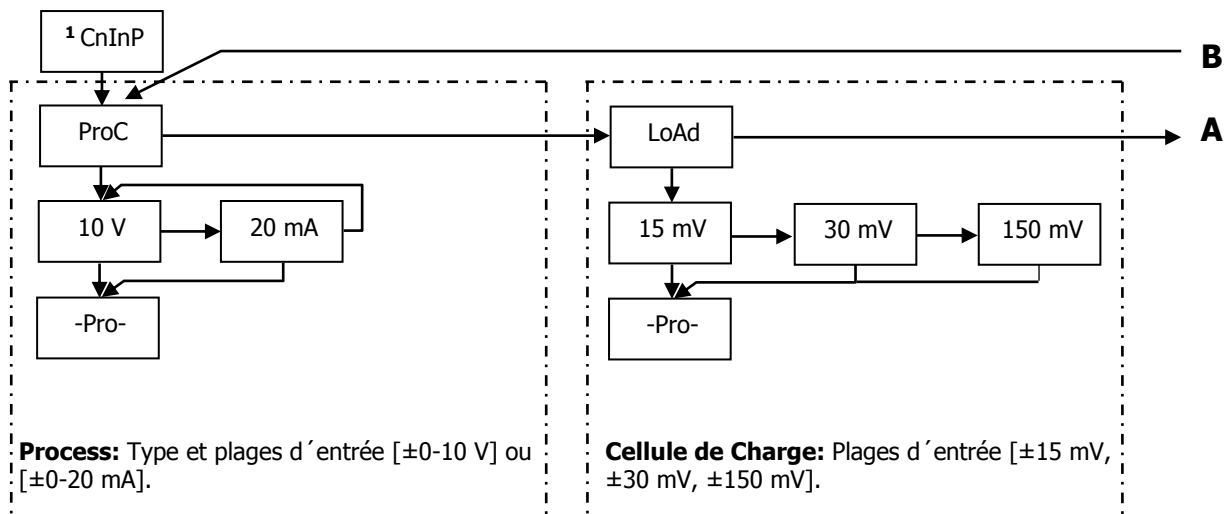 ¹ CnInP
B
ProC
LoAd
A
10 V
20 mA
15 mV
30 mV
150 mV
-Pro-
-Pro-
Process: Type et plages d´entrée [±0-10 V] ou
[±0-20 mA].
Cellule de Charge: Plages d´entrée [±15 mV,
±30 mV, ±150 mV].